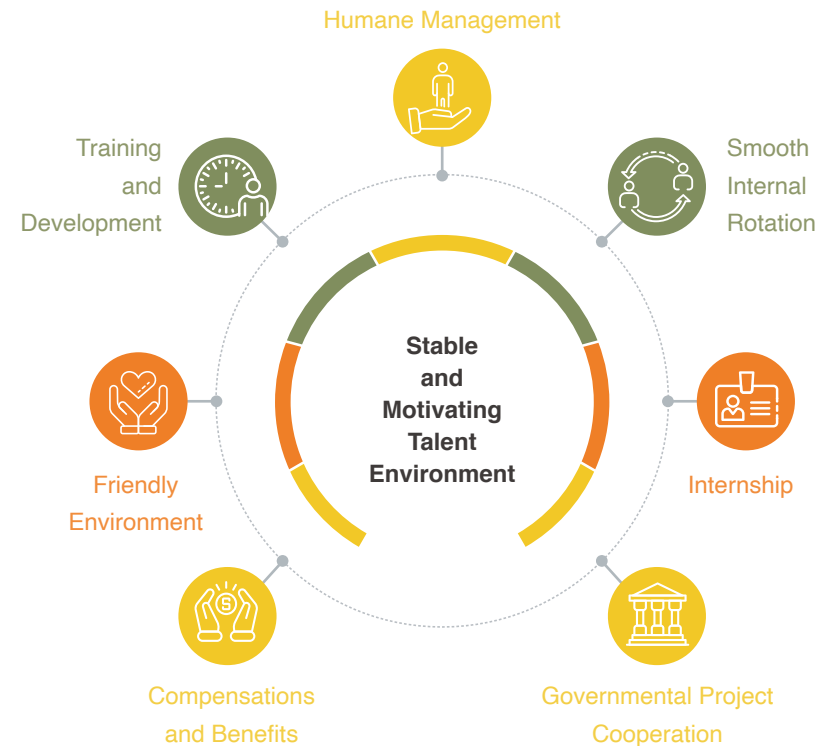 Humane Management
Training
and
Development
Smooth
Internal
Rotation
Stable
and
Motivating
Talent
Environment
Friendly
Environment
Internship
Compensations
and Benefits
Governmental Project
Cooperation